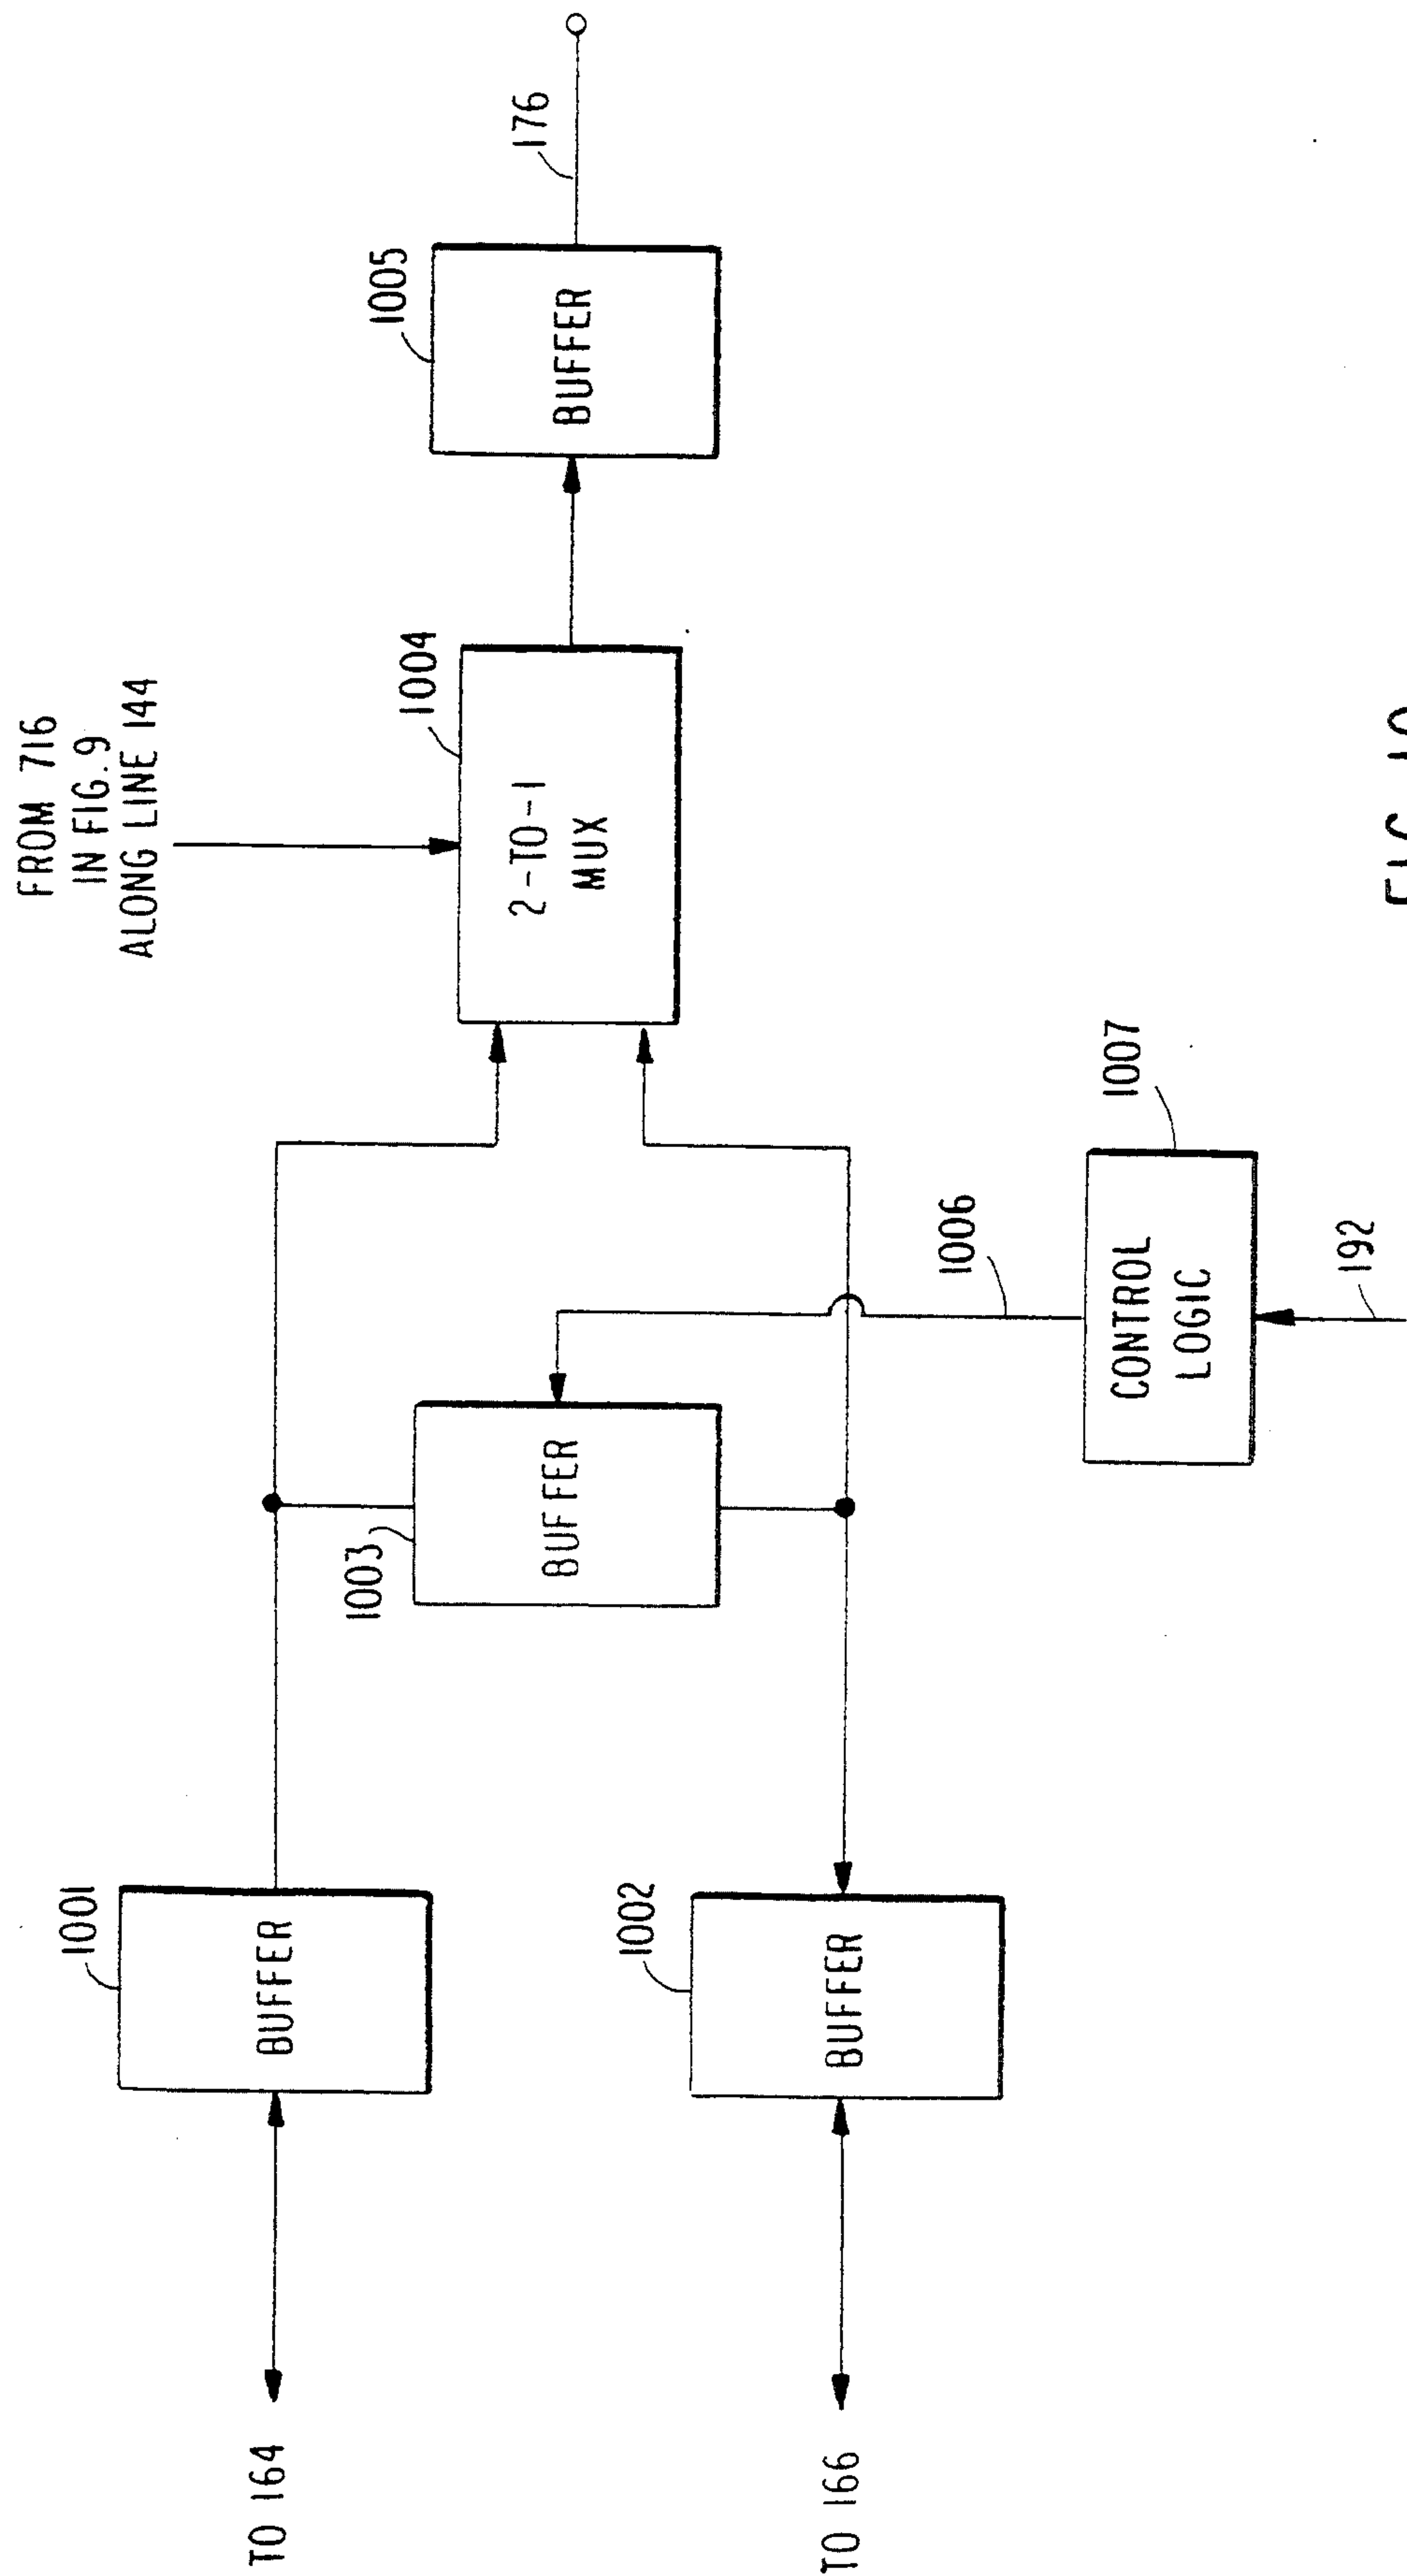 FROM 716
IN FIG. 9
ALONG LINE 144
1001
BUFFER
TO 164
1003
BUFFER
1004
2-TO-1
MUX
1005
BUFFER
176
1002
BUFFER
TO 166
1006
1007
CONTROL
LOGIC
192